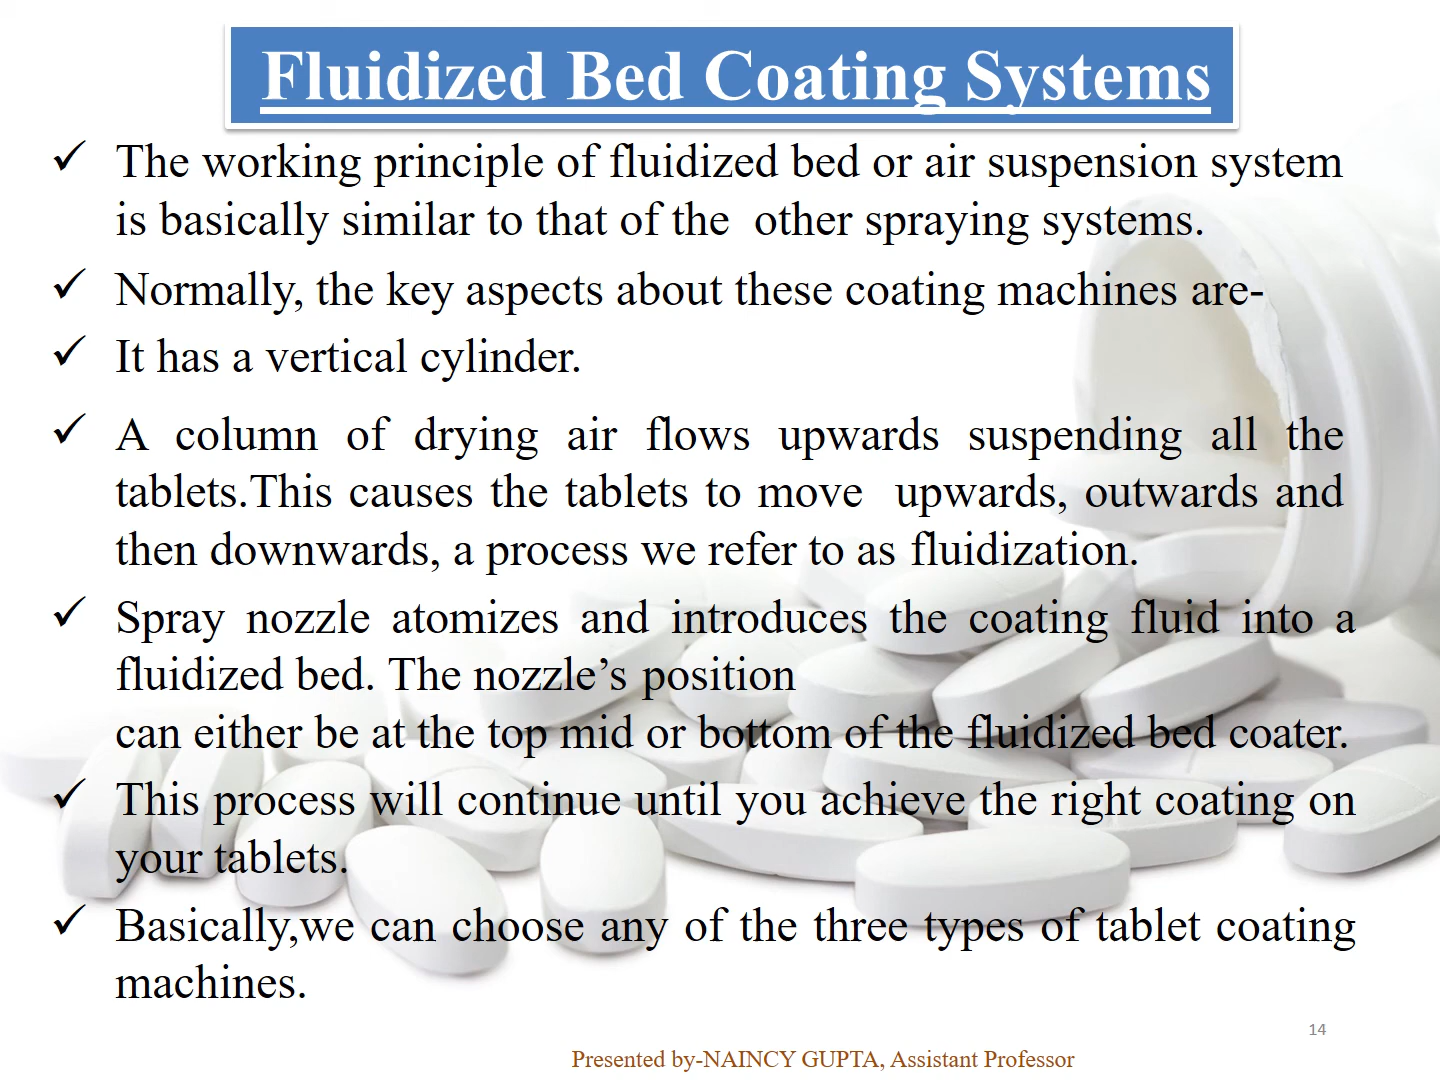 Fluidized Bed Coating Systems
✓ The working principle of fluidized bed or air suspension system
is basically similar to that of the  other spraying systems.
✓ Normally, the key aspects about these coating machines are-
✓ It has a vertical cylinder.
✓ A column of drying air flows upwards suspending all the
tablets.This causes the tablets to move  upwards, outwards and
then downwards, a process we refer to as fluidization.
✓ Spray nozzle atomizes and introduces the coating fluid into a
fluidized bed. The nozzle’s position
can either be at the top mid or bottom of the fluidized bed coater.
✓ This process will continue until you achieve the right coating on
your tablets.
✓ Basically,we can choose any of the three types of tablet coating
machines.
14
Presented by-NAINCY GUPTA, Assistant Professor